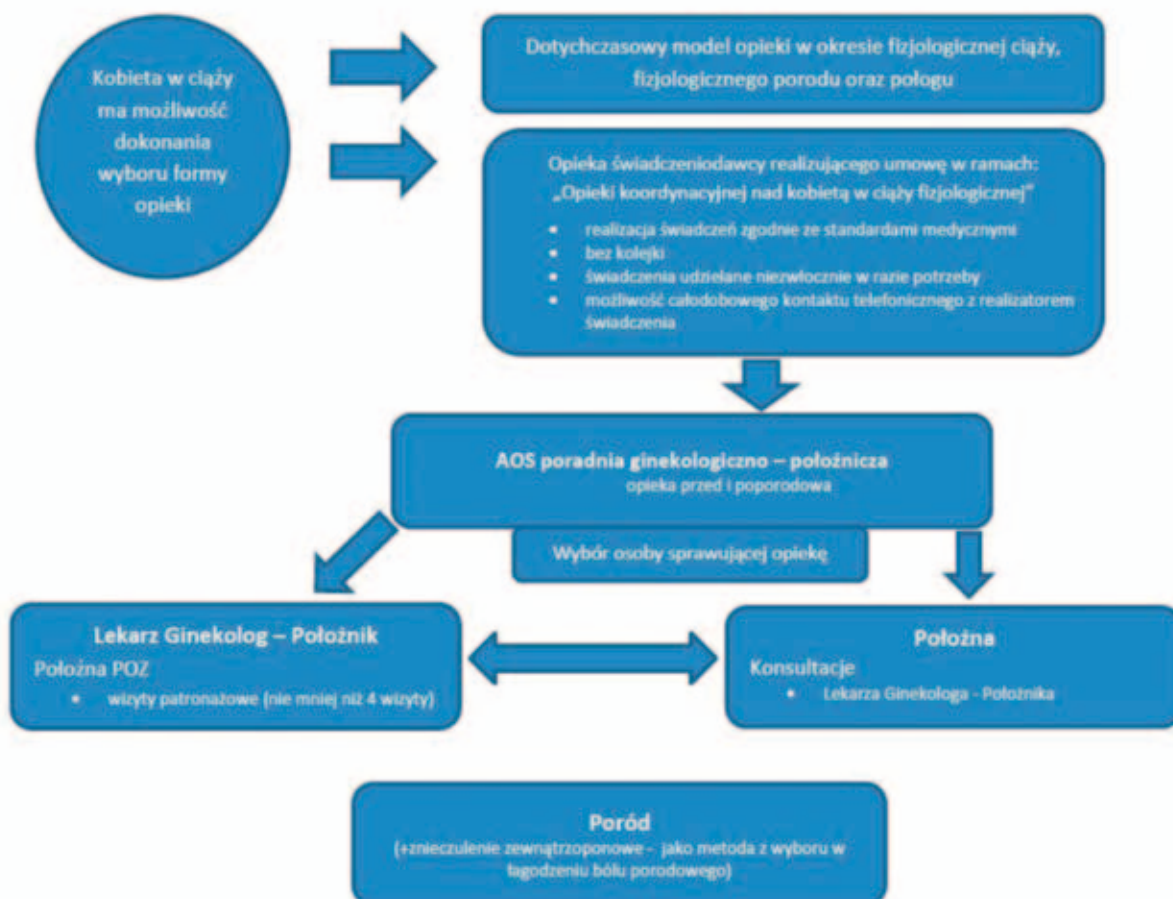 Kobieta w ciąży
ma możliwość
dokonania
wyboru formy
opieki
Dotychczasowy model opieki w okresie fizjologicznej ciąży,
fizjologicznego porodu oraz połogu
Opieka świadczeniodawcy realizującego umowę w ramach:
„Opieki koordynacyjnej nad kobietą w ciąży fizjologicznej”
• realizacja świadczeń zgodnie ze standardami medycznymi
• bez kolejki
• świadczenia udzielane niezwłocznie w razie potrzeby
• możliwość całodobowego kontaktu telefonicznego z realizatorem
świadczenia
AOS poradnia ginekologiczno – położnicza
opieka przed i poporodowa
Wybór osoby sprawującej opiekę
Lekarz Ginekolog – Położnik
Położna POZ
• wizyty patronażowe (nie mniej niż 4 wizyty)
Położna
Konsultacje
• Lekarza Ginekologa - Położnika
Poród
(+znieczulenie zewnątrzoponowe - jako metoda z wyboru w
łagodzeniu bólu porodowego)